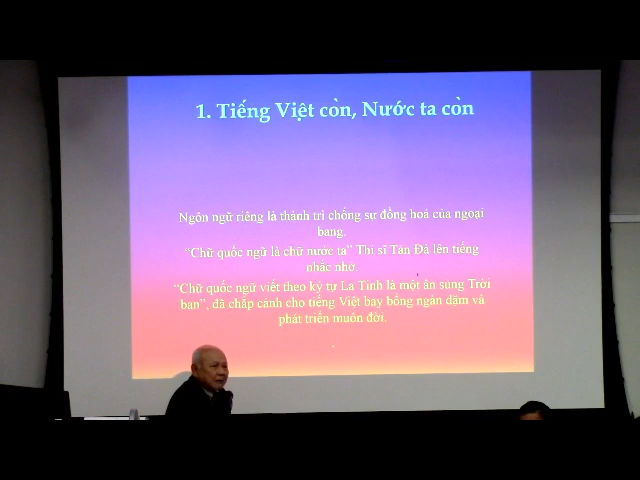 1. Tiếng Việt còn, Nước ta còn
Ngôn ngữ riêng là thành trì chống sự đồng hoá của ngoại
bang.
“Chữ quốc ngữ là chữ nước ta” Thi sĩ Tản Đà lên tiếng
nhắc nhở.
“Chữ quốc ngữ viết theo ký tự La Tinh là một ân sủng Trời
ban”, đã chấp cánh cho tiếng Việt bay bổng ngàn dặm và
phát triển muôn đời.